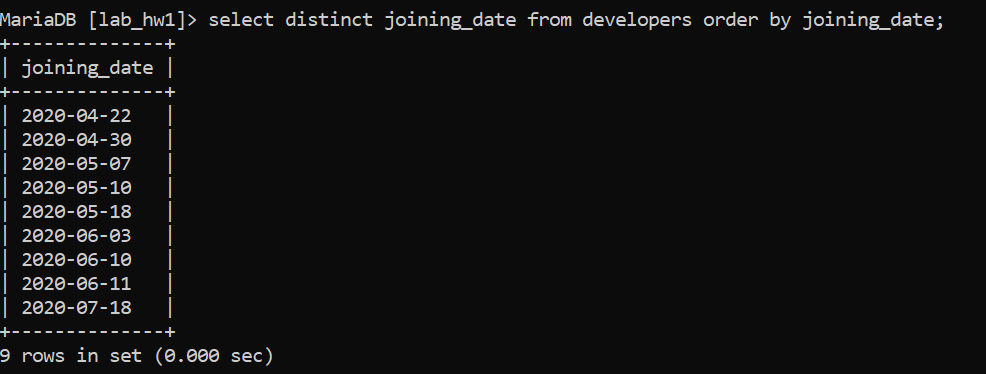 MariaDB [lab_hw1]> select distinct joining_date from developers order by joining_date;
+--------------+
| joining_date |
+--------------+
| 2020-04-22   |
| 2020-04-30   |
| 2020-05-07   |
| 2020-05-10   |
| 2020-05-18   |
| 2020-06-03   |
| 2020-06-10   |
| 2020-06-11   |
| 2020-07-18   |
+--------------+
9 rows in set (0.000 sec)